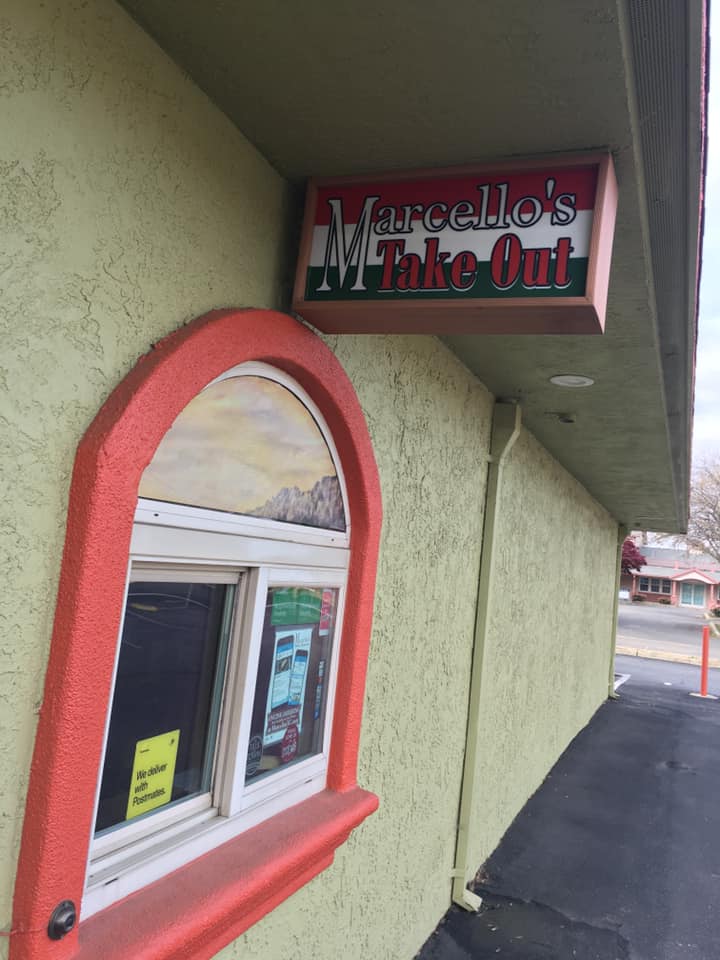 Marcello's
Take Out
We deliver
with
Postmates.